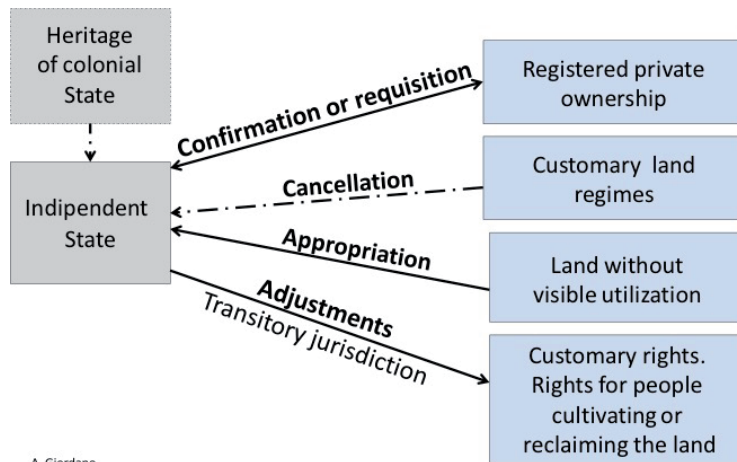 Heritage
of colonial
State
Indipendent
State
Confirmation or requisition
Cancellation
Appropriation
Adjustments
Transitory jurisdiction
Registered private
ownership
Customary land
regimes
Land without
visible utilization
Customary rights.
Rights for people
cultivating or
reclaiming the land
A. Giordano